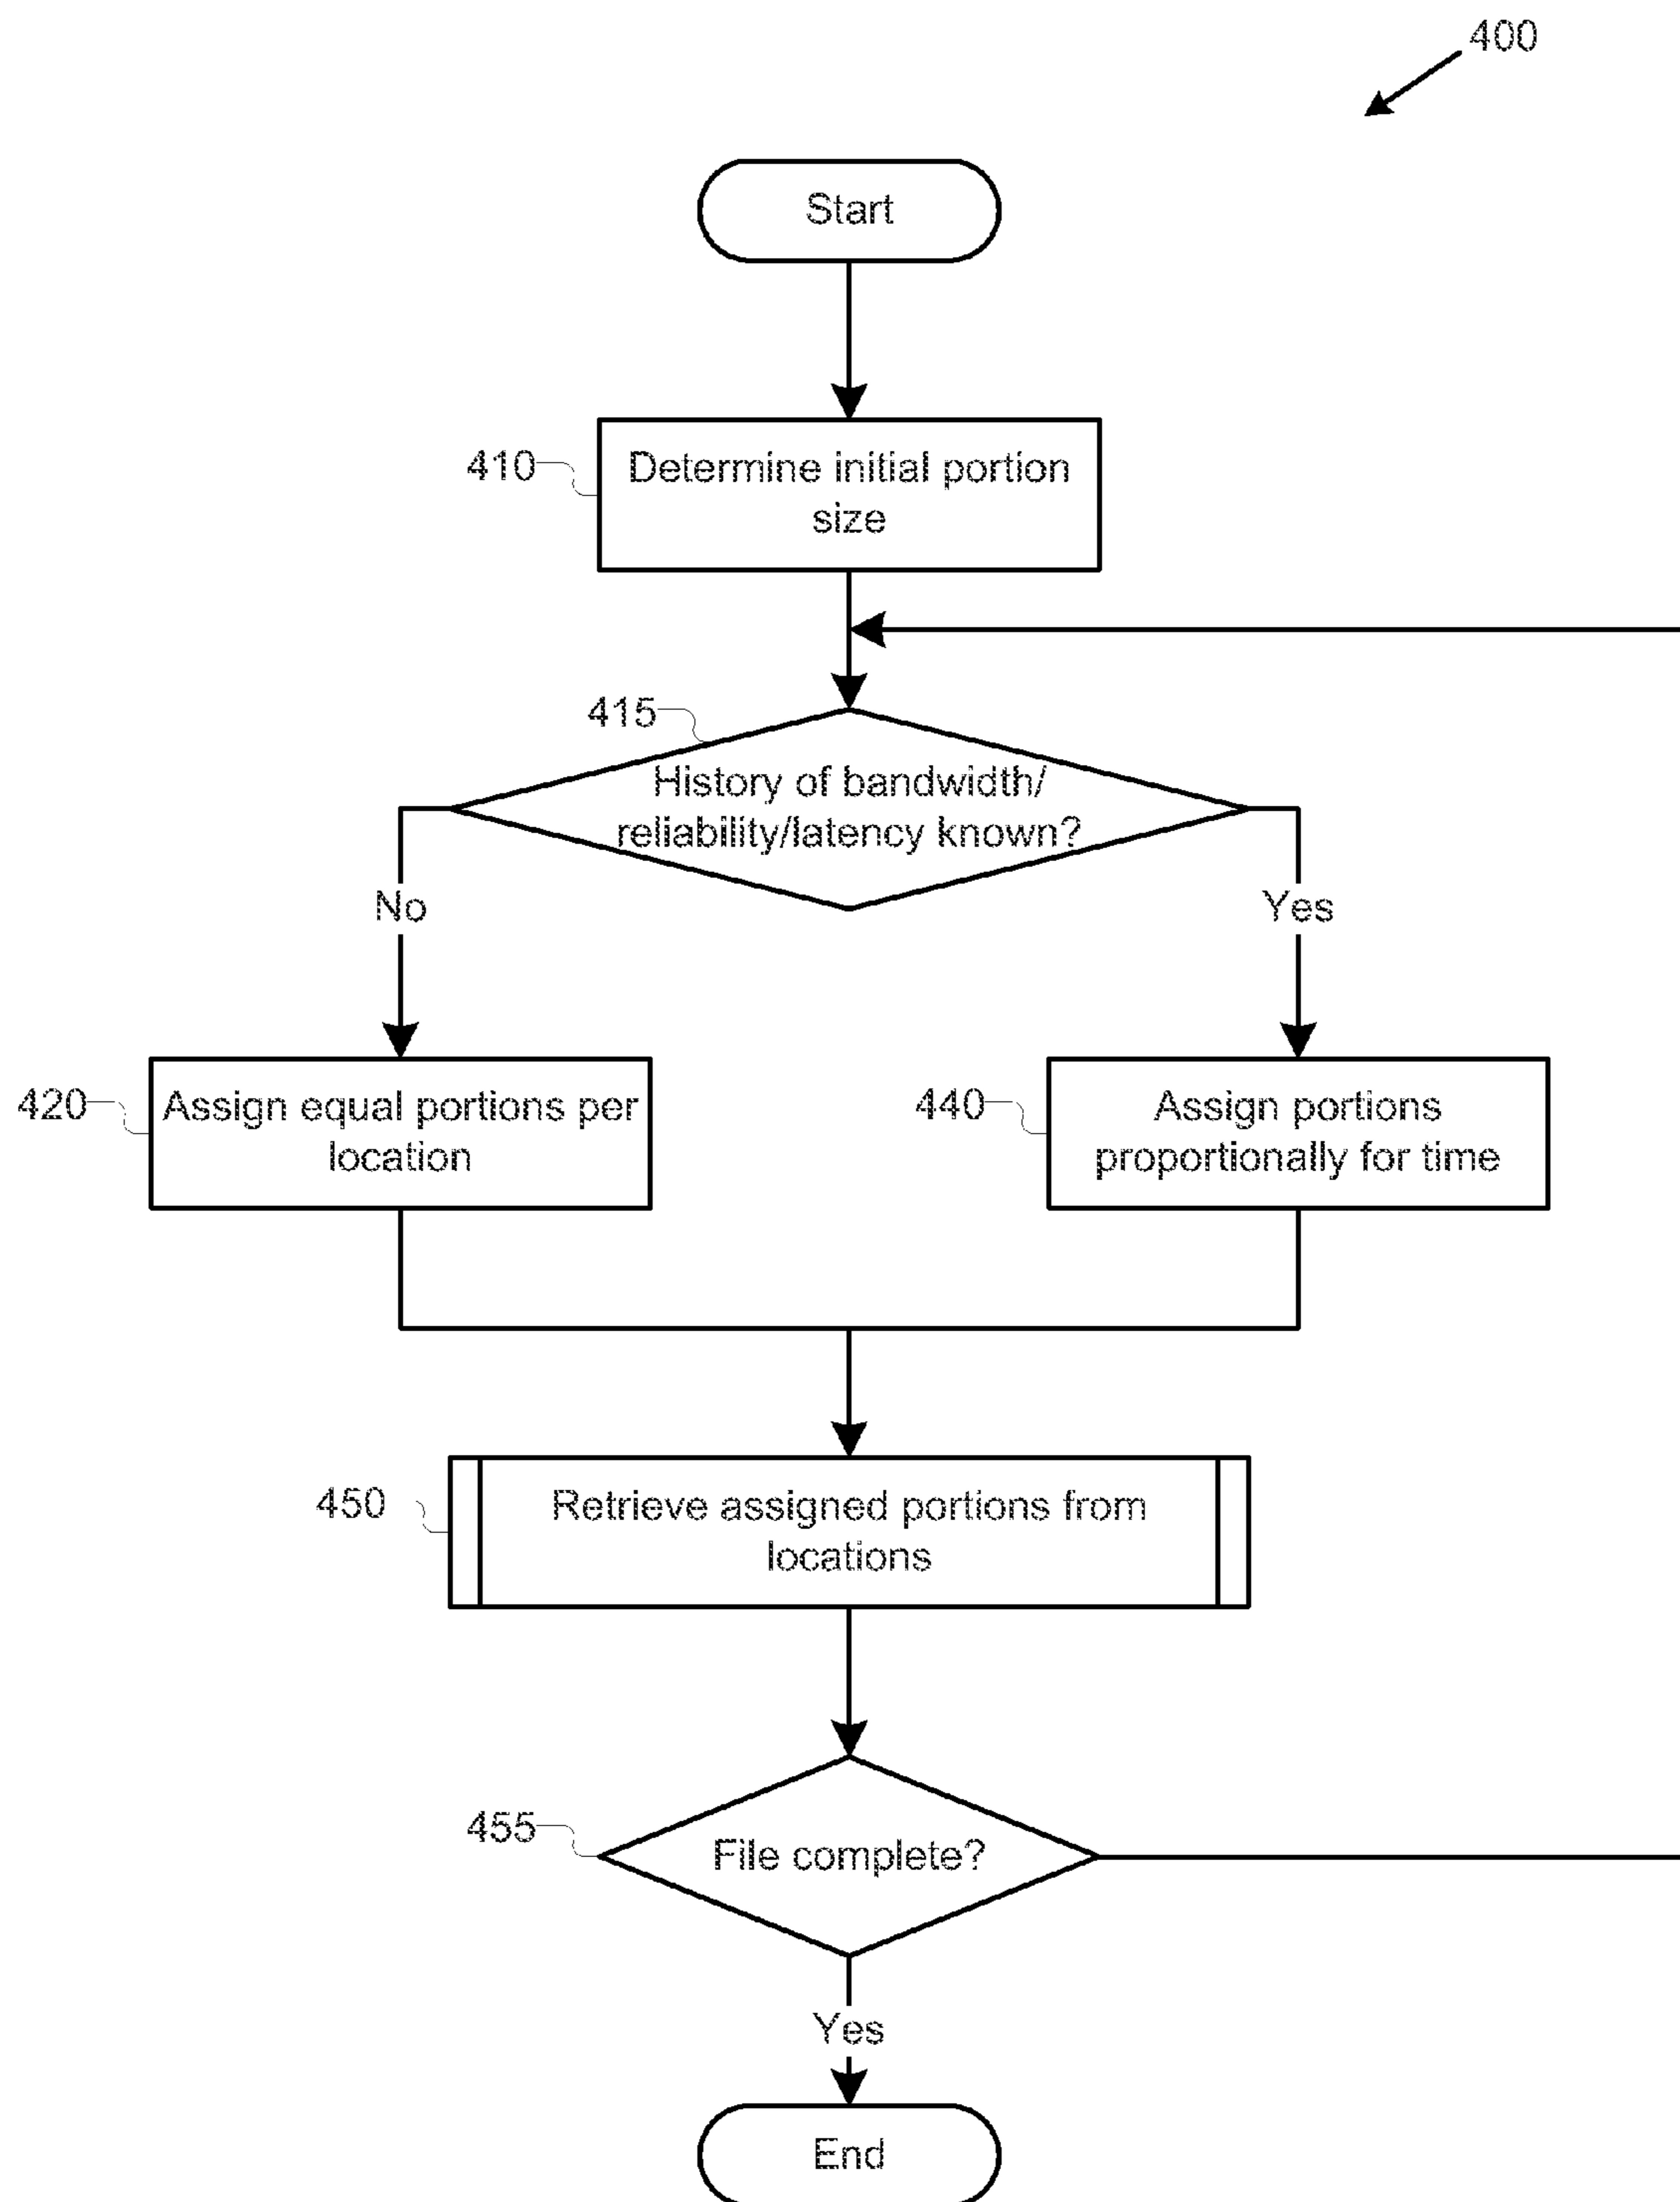 400
Start
410
Determine initial portion
size
415
History of bandwidth/
reliability/latency known?
No
Yes
420
Assign equal portions per
location
440
Assign portions
proportionally for time
450
Retrieve assigned portions from
locations
455
File complete?
Yes
End